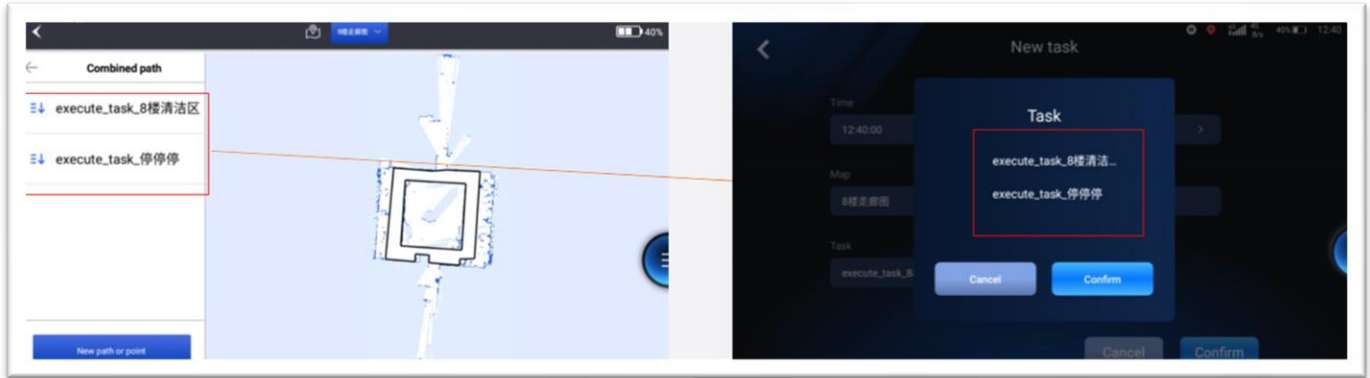 40%
Combined path
execute_task_8楼清洁区
execute_task_停停停
New path or point
40% 12:40
New task
Time
12:40:00
Map
8楼走廊图
Task
execute_task_8
Task
execute_task_8楼清洁...
execute_task_停停停
Cancel
Confirm
Cancel
Confirm